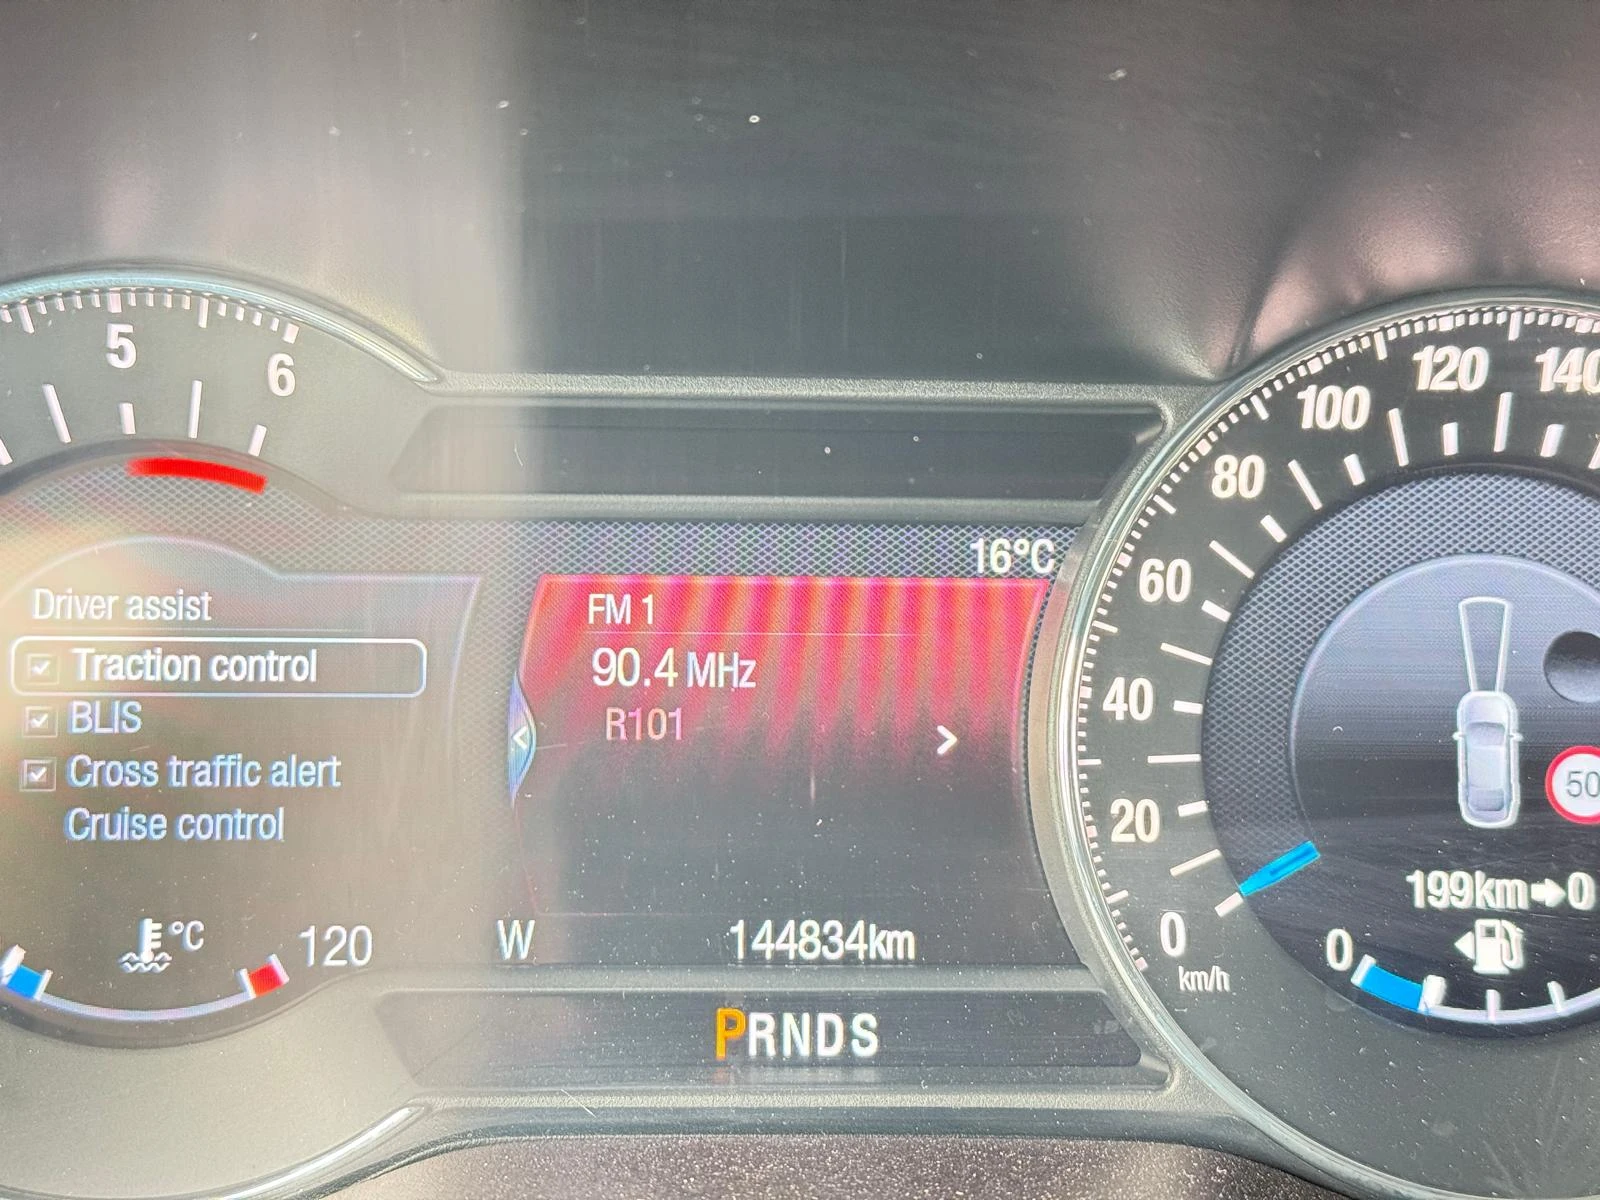 5
6
Driver assist
Traction control
BLIS
Cross traffic alert
Cruise control
°C
120
16°C
FM 1
90.4 MHz
R101
W
144834km
PRNDS
140
120
100
80
60
40
20
0
km/h
50
199km→0
0